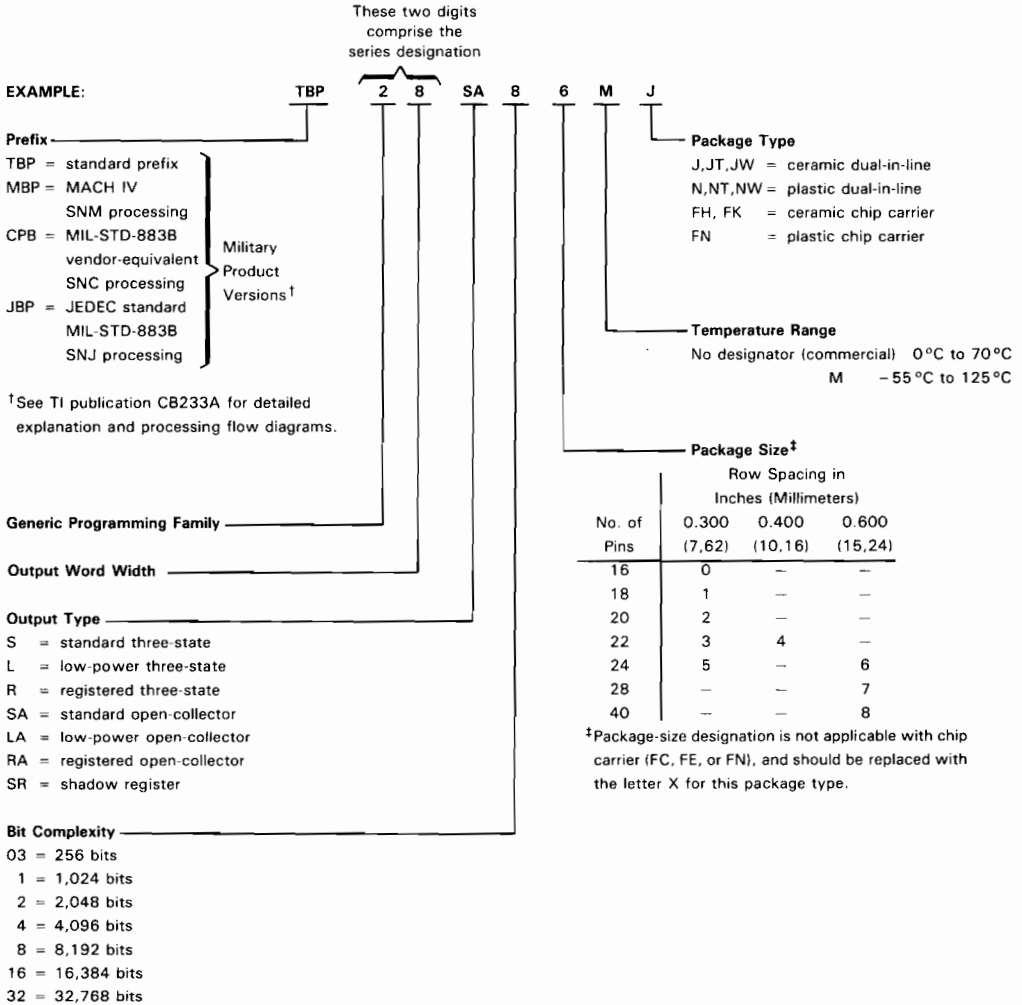 These two digits
comprise the
series designation
EXAMPLE: TBP 2 8 SA 8 6 M J
Prefix
TBP = standard prefix
MBP = MACH IV
SNM processing
CPB = MIL-STD-883B
vendor-equivalent
SNC processing
JBP = JEDEC standard
MIL-STD-883B
SNJ processing
Military
Product
Versions†
†See TI publication CB233A for detailed
explanation and processing flow diagrams.
Package Type
J,JT,JW = ceramic dual-in-line
N,NT,NW = plastic dual-in-line
FH, FK = ceramic chip carrier
FN = plastic chip carrier
Temperature Range
No designator (commercial) 0°C to 70°C
M −55°C to 125°C
Package Size‡
Row Spacing in
Inches (Millimeters)
No. of 0.300 0.400 0.600
Pins (7,62) (10,16) (15,24)
16 0 – –
18 1 – –
20 2 – –
22 3 4 –
24 5 – 6
28 – – 7
40 – – 8
‡Package-size designation is not applicable with chip
carrier (FC, FE, or FN), and should be replaced with
the letter X for this package type.
Generic Programming Family
Output Word Width
Output Type
S = standard three-state
L = low-power three-state
R = registered three-state
SA = standard open-collector
LA = low-power open-collector
RA = registered open-collector
SR = shadow register
Bit Complexity
03 = 256 bits
1 = 1,024 bits
2 = 2,048 bits
4 = 4,096 bits
8 = 8,192 bits
16 = 16,384 bits
32 = 32,768 bits